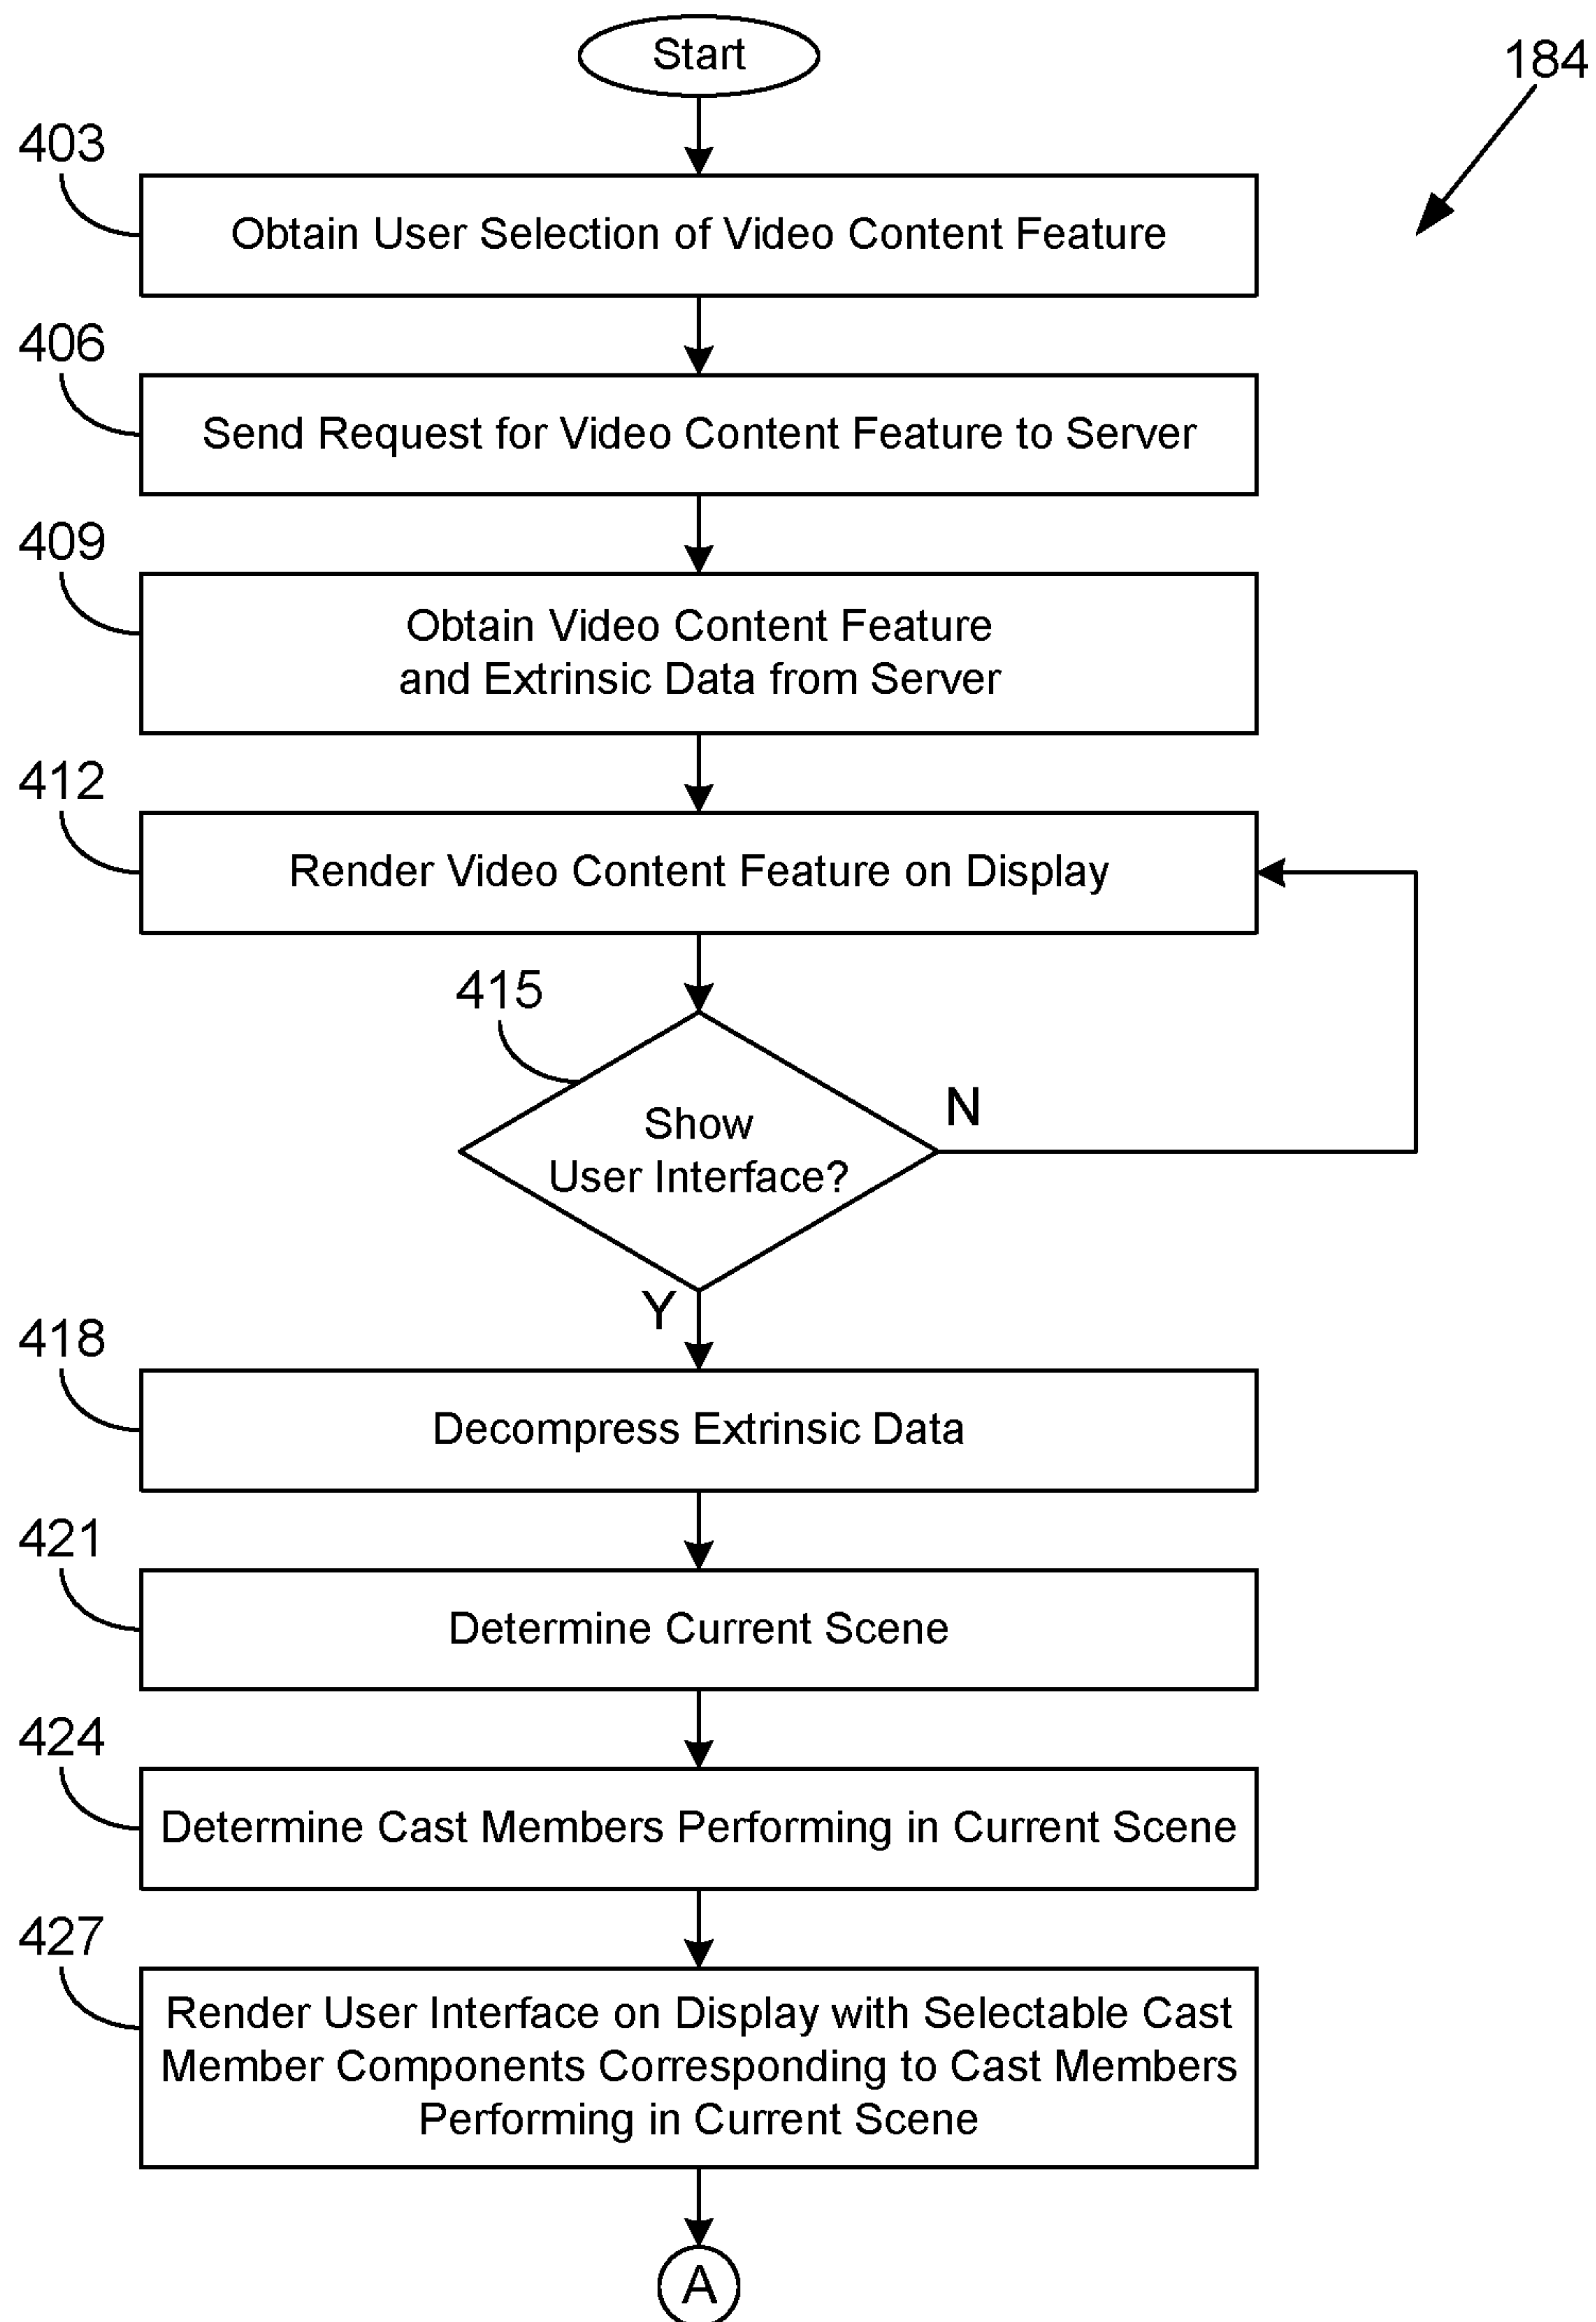 Start
184
403
Obtain User Selection of Video Content Feature
406
Send Request for Video Content Feature to Server
409
Obtain Video Content Feature
and Extrinsic Data from Server
412
Render Video Content Feature on Display
415
Show
User Interface?
N
Y
418
Decompress Extrinsic Data
421
Determine Current Scene
424
Determine Cast Members Performing in Current Scene
427
Render User Interface on Display with Selectable Cast
Member Components Corresponding to Cast Members
Performing in Current Scene
A